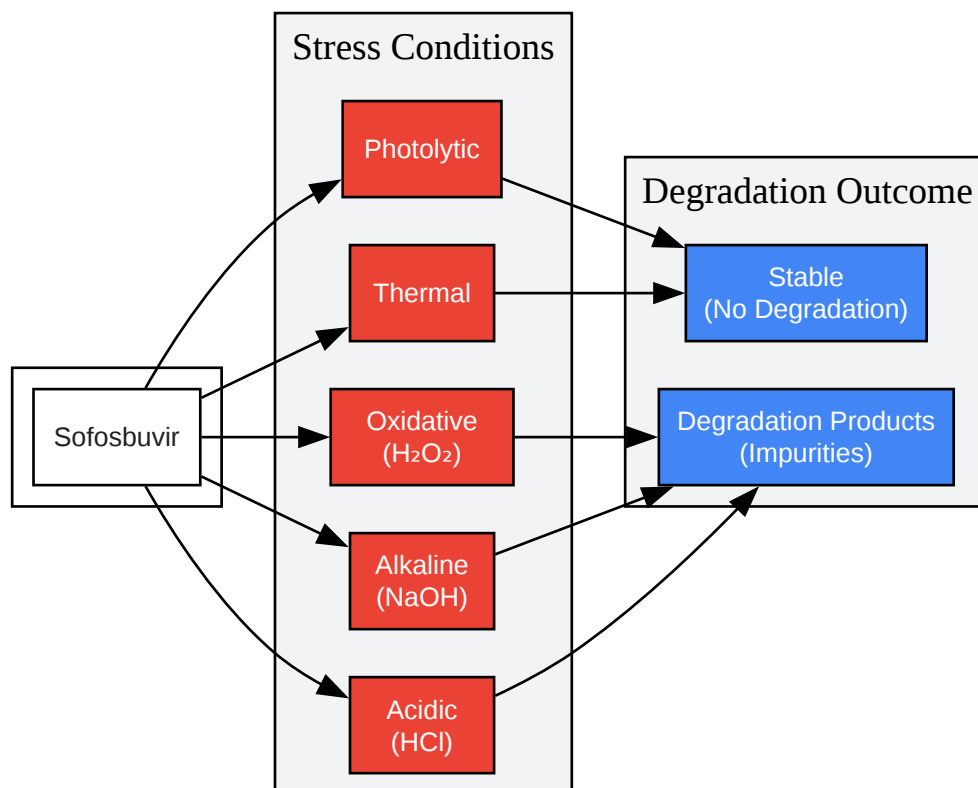 Stress Conditions
Photolytic
Degradation Outcome
Thermal
Stable
(No Degradation)
Sofosbuvir
Oxidative
(H₂O₂)
Degradation Products
(Impurities)
Alkaline
(NaOH)
Acidic
(HCl)